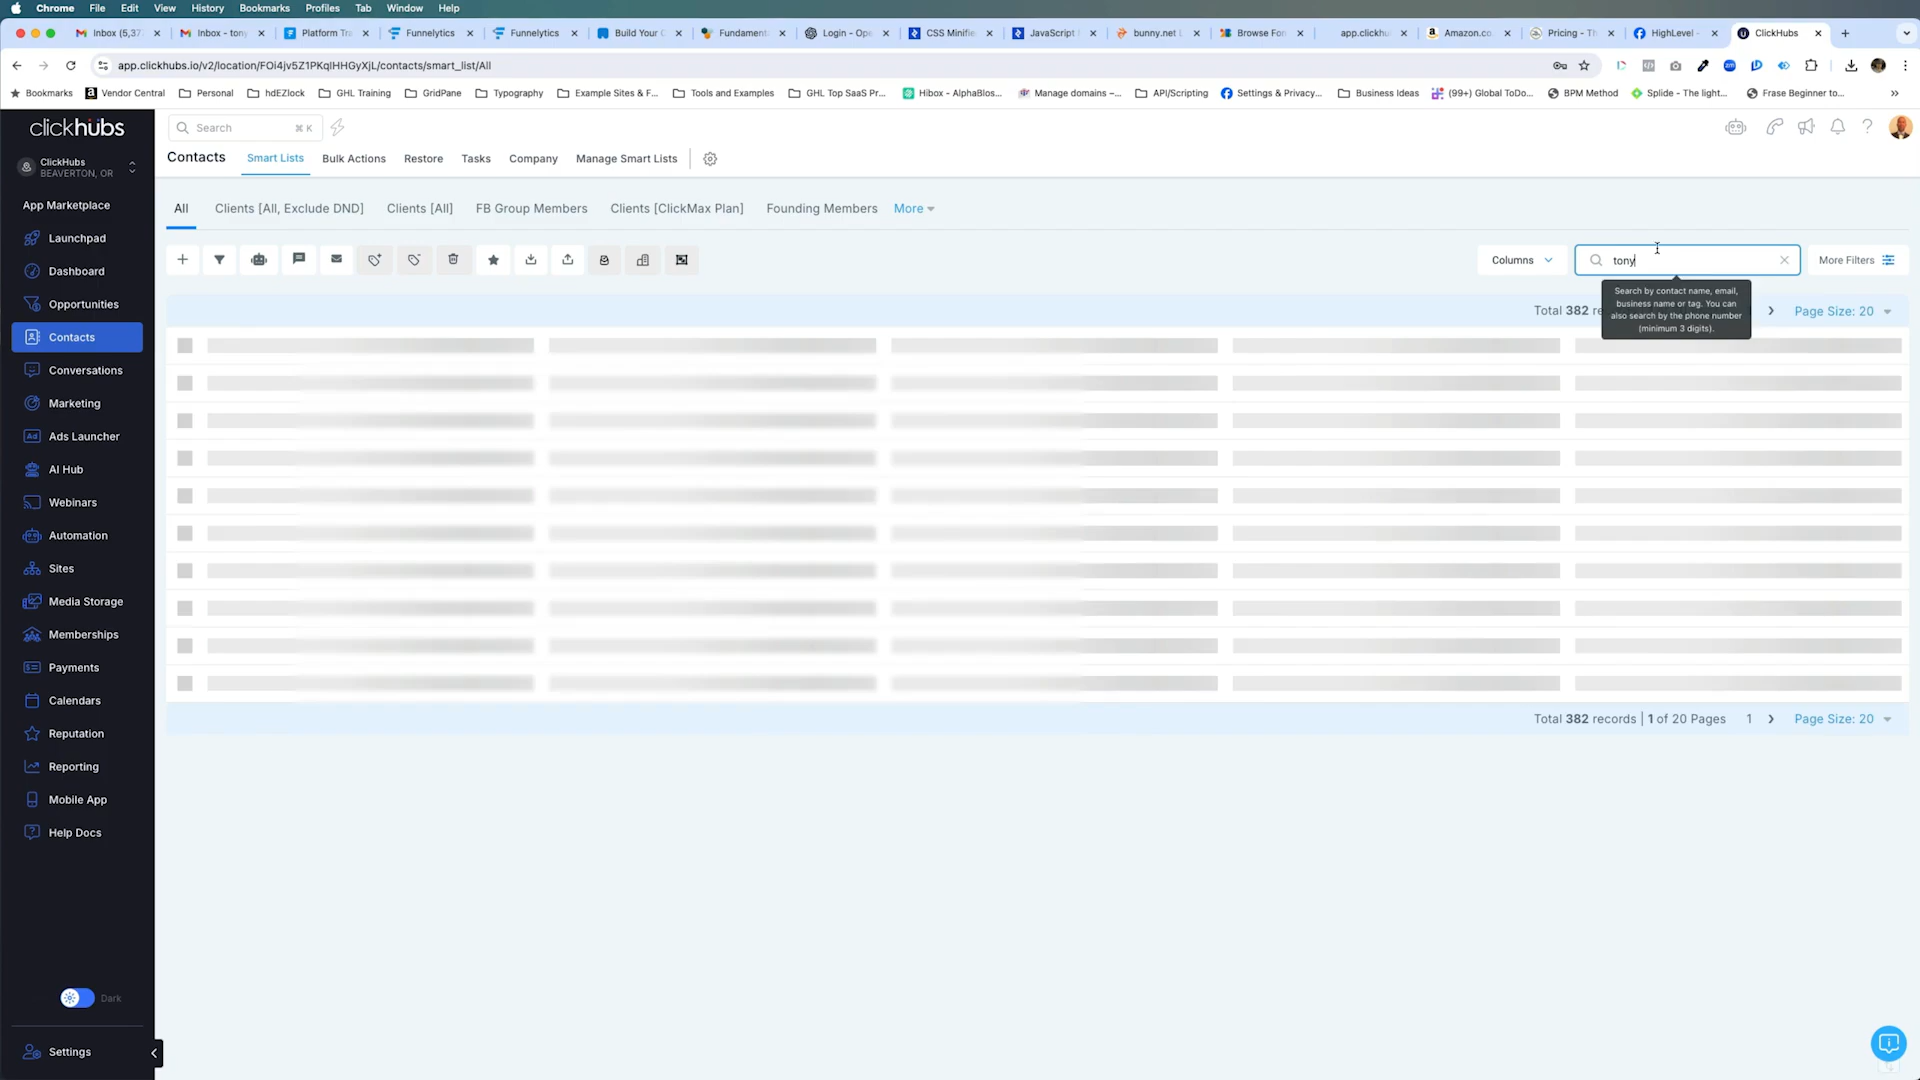 Chrome File Edit View History Bookmarks Profiles Tab Window Help
Inbox (5,37 Inbox - tony Platform Tra Funnelytics Funnelytics Build Your C Fundament Login - Ope CSS Minifie JavaScript bunny.net L Browse Fon app.clickhu Amazon.co Pricing - Th HighLevel - ClickHubs
app.clickhubs.io/v2/location/FOi4jv5Z1PKqlHHGyXjL/contacts/smart_list/All
Bookmarks Vendor Central Personal hdEZlock GHL Training GridPane Typography Example Sites & F... Tools and Examples GHL Top SaaS Pr... Hibox - AlphaBlos... Manage domains –... API/Scripting Settings & Privacy... Business Ideas (99+) Global ToDo... BPM Method Splide - The light... Frase Beginner to... »
clickhubs
Search ⌘ K
ClickHubs
BEAVERTON, OR
Contacts Smart Lists Bulk Actions Restore Tasks Company Manage Smart Lists
App Marketplace
All Clients [All, Exclude DND] Clients [All] FB Group Members Clients [ClickMax Plan] Founding Members More
Launchpad
Columns tony More Filters
Dashboard
Search by contact name, email,
business name or tag. You can
also search by the phone number
(minimum 3 digits).
Opportunities
Total 382 Page Size: 20
Contacts
Conversations
Marketing
Ad Ads Launcher
AI Hub
Webinars
Automation
Sites
Media Storage
Memberships
Payments
Calendars
Total 382 records | 1 of 20 Pages 1 Page Size: 20
Reputation
Reporting
Mobile App
Help Docs
Dark
Settings